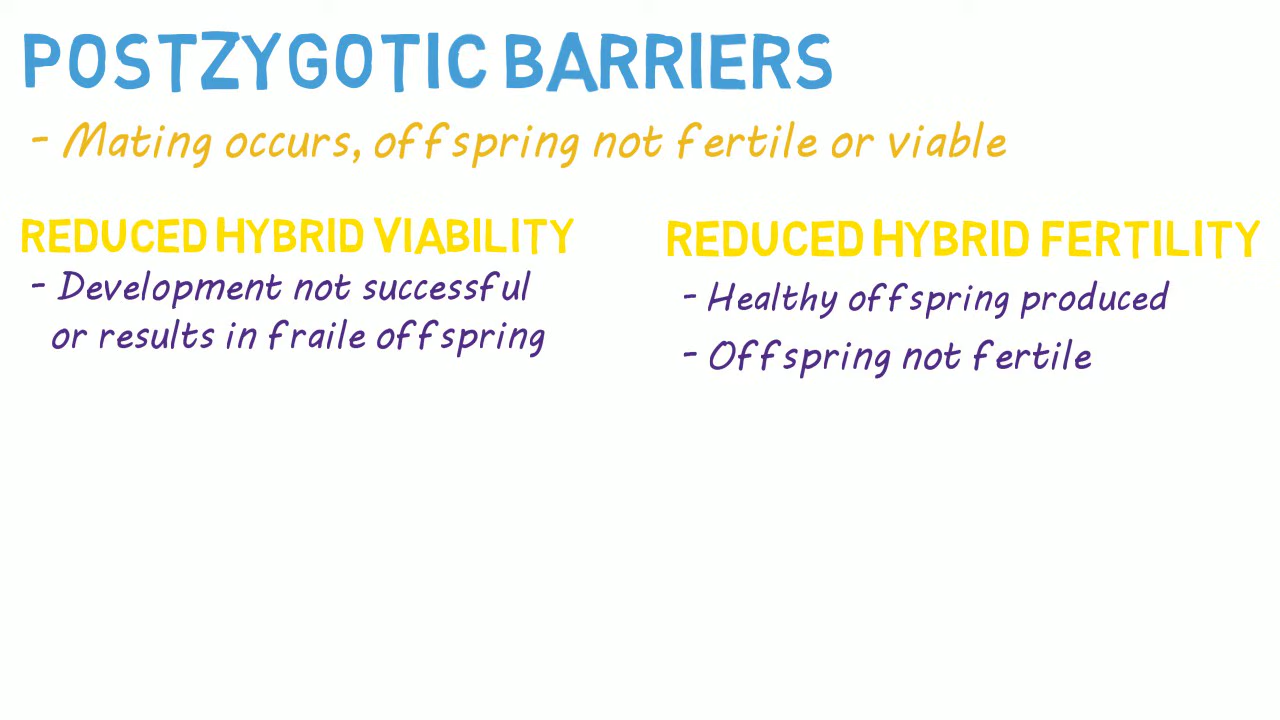 POSTZYGOTIC BARRIERS
- Mating occurs, offspring not fertile or viable
REDUCED HYBRID VIABILITY
- Development not successful
or results in fraile offspring
REDUCED HYBRID FERTILITY
- Healthy offspring produced
- Offspring not fertile